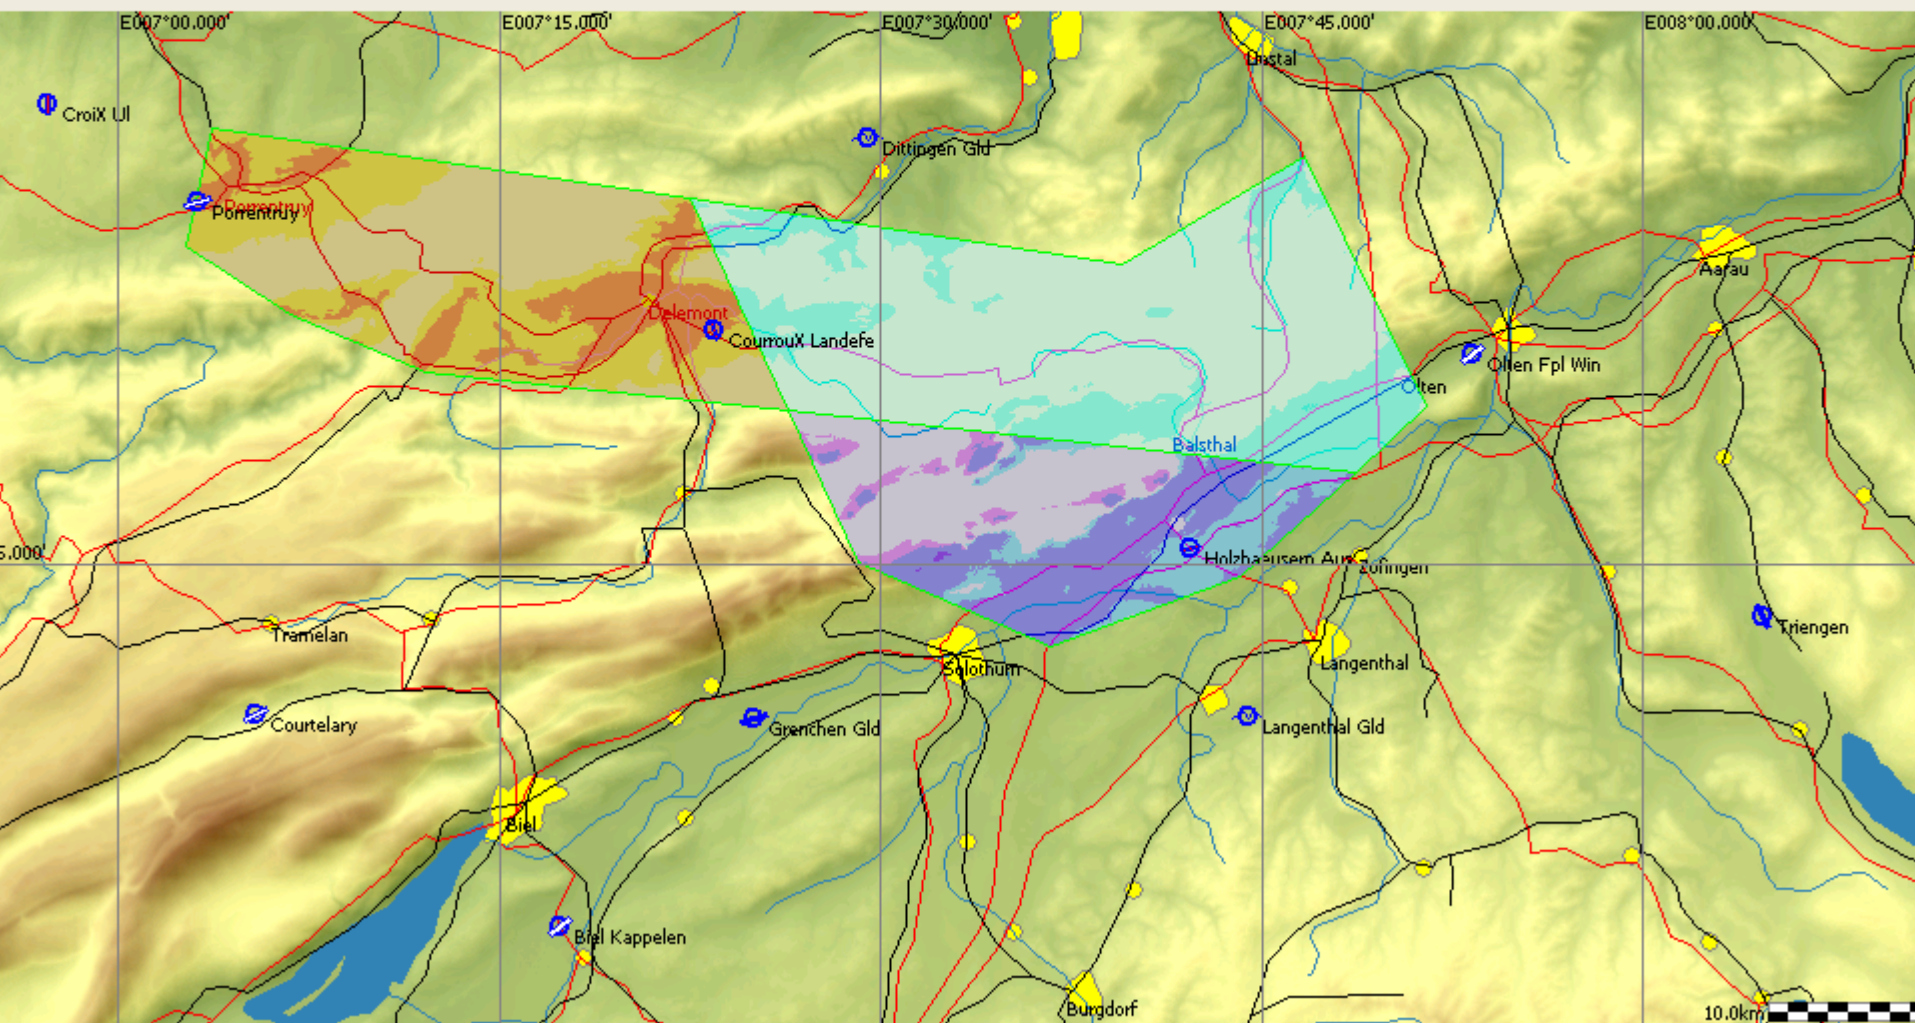 E007°00.000'
E007°15.000'
E007°30.000'
E007°45.000'
E008°00.000'
Liestal
CroiX Ul
Dittingen Gld
Porrentruy
Porrentruy
Aarau
Delemont
CourrouX Landefe
Olten Fpl Win
Olten
Balsthal
5.000'
Holzhaeusern Aun
Zofingen
Tramelan
Triengen
Solothurn
Langenthal
Courtelary
Grenchen Gld
Langenthal Gld
Biel
Biel Kappelen
Burgdorf
10.0km